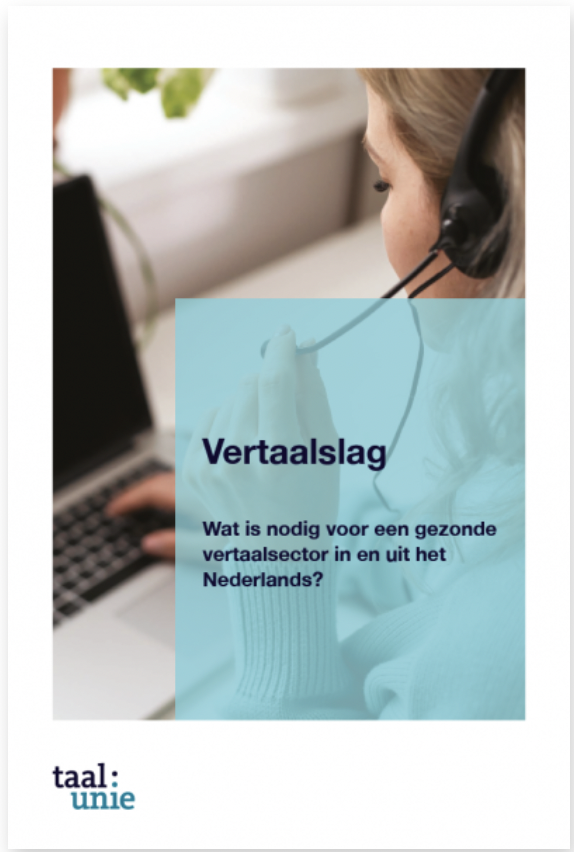 Vertaalslag
Wat is nodig voor een gezonde
vertaalsector in en uit het
Nederlands?
taal:
unie